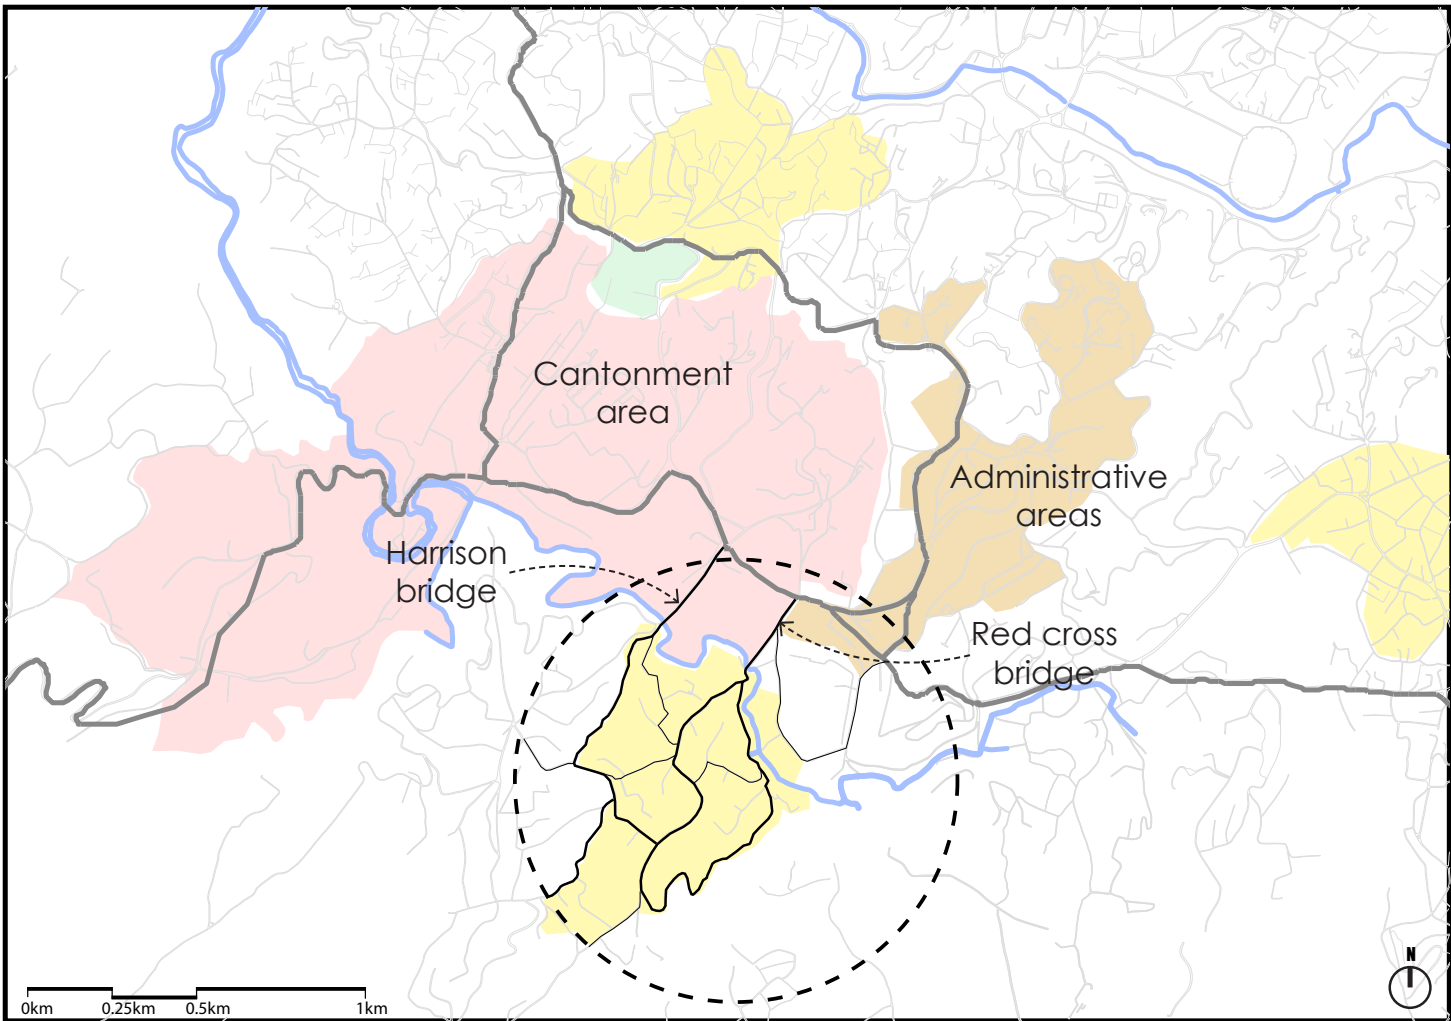 Cantonment
area
Administrative
areas
Harrison
bridge
Red cross
bridge
N
0km 0.25km 0.5km 1km